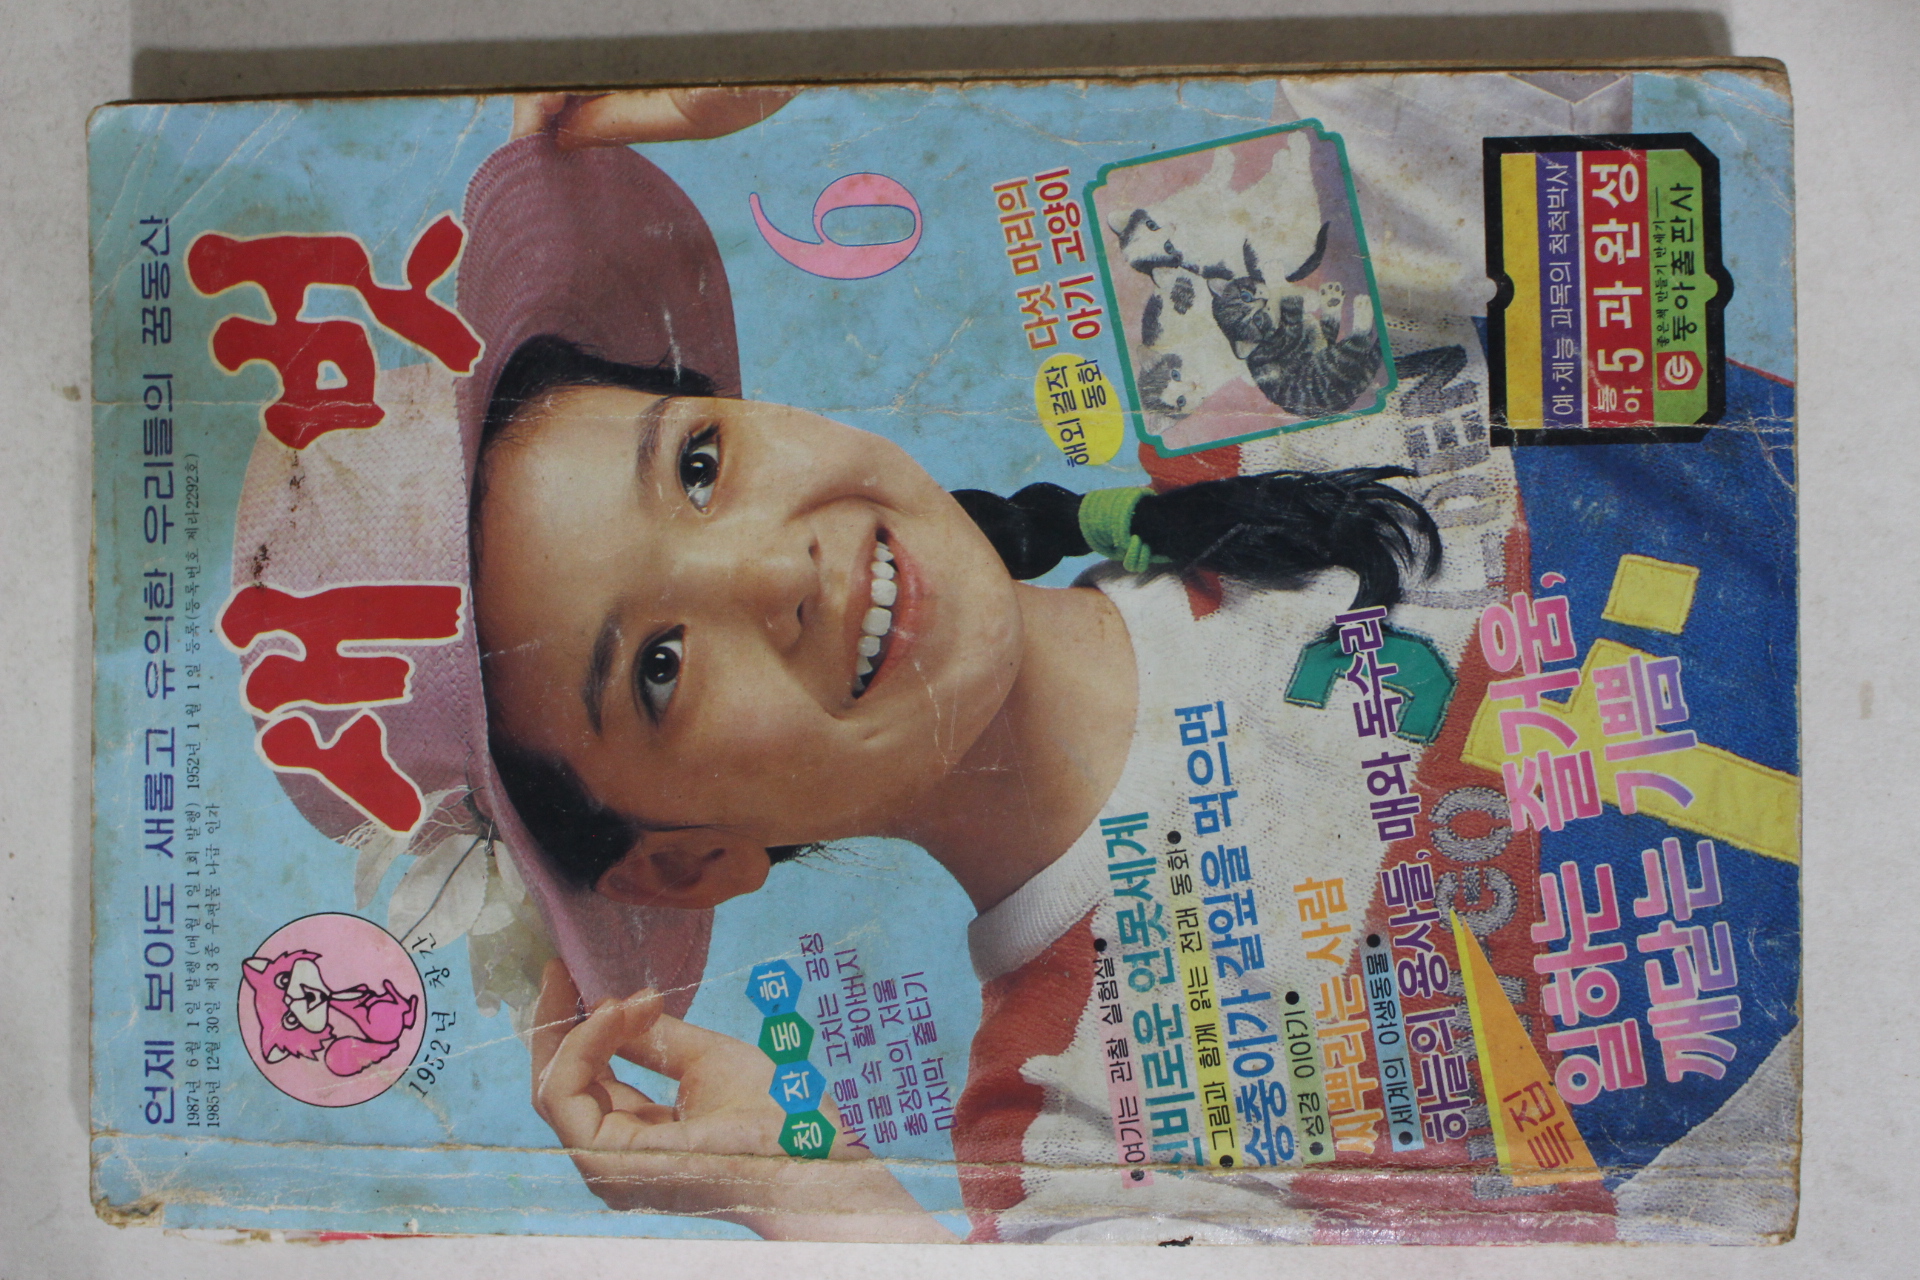 언제 보아도 새롭고 유익한 우리들의 꿈동산
1987년 6월 1일 발행(매월 1일 1회 발행) 1952년 1월 1일 등록(등록번호 제라2292호)
1985년 12월 30일 제3종 우편물 나급 인가
새벗
1952년 창간
6
창작동화
사람을 고치는 공장
동굴 속 할아버지
총장님의 저울
마지막 줄타기
해외 걸작
동화
다섯 마리의
아기 고양이
●여기는 관찰 실험실●
신비로운 연못세계
●그림과 함께 읽는 전래 동화●
송충이가 갈잎을 먹으면
●성경 이야기●
씨뿌리는 사람
●세계의 야생동물●
하늘의 용사들, 매와 독수리
특집
일하는 즐거움,
깨닫는 기쁨
예·체능 과목의 척척박사
동아 5과 완성
좋은책 만들기 반세기
동아출판사